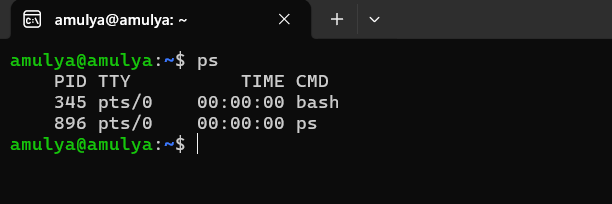 amulya@amulya: ~
amulya@amulya:~$ ps
    PID TTY          TIME CMD
    345 pts/0    00:00:00 bash
    896 pts/0    00:00:00 ps
amulya@amulya:~$